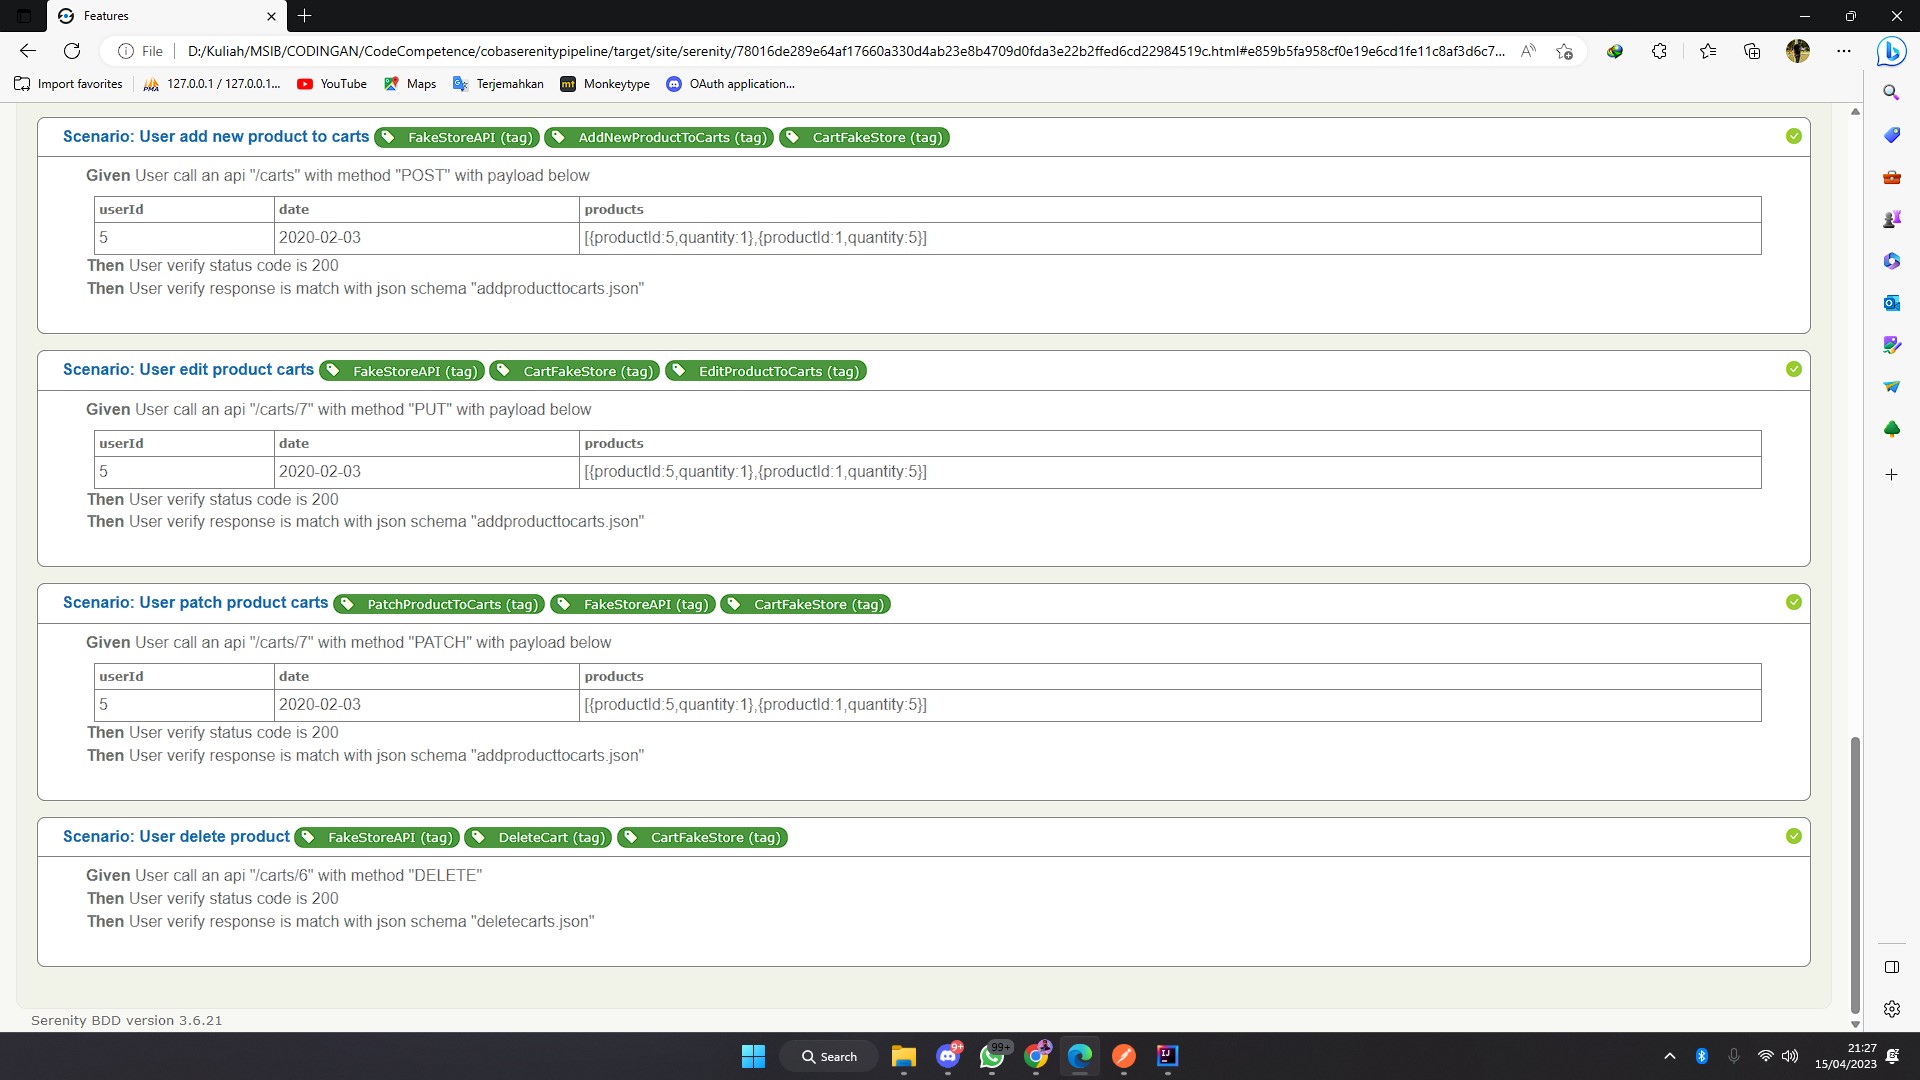 Features
File
D:/Kuliah/MSIB/CODINGAN/CodeCompetence/cobaserenitypipeline/target/site/serenity/78016de289e64af17660a330d4ab23e8b4709d0fda3e22b2ffed6cd22984519c.html#e859b5fa958cf0e19e6cd1fe11c8af3d6c7...
Import favorites
127.0.0.1 / 127.0.0.1...
YouTube
Maps
Terjemahkan
Monkeytype
OAuth application...
Scenario: User add new product to carts FakeStoreAPI (tag) AddNewProductToCarts (tag) CartFakeStore (tag)
Given User call an api "/carts" with method "POST" with payload below
userId date products
5 2020-02-03 [{productId:5,quantity:1},{productId:1,quantity:5}]
Then User verify status code is 200
Then User verify response is match with json schema "addproducttocarts.json"
Scenario: User edit product carts FakeStoreAPI (tag) CartFakeStore (tag) EditProductToCarts (tag)
Given User call an api "/carts/7" with method "PUT" with payload below
userId date products
5 2020-02-03 [{productId:5,quantity:1},{productId:1,quantity:5}]
Then User verify status code is 200
Then User verify response is match with json schema "addproducttocarts.json"
Scenario: User patch product carts PatchProductToCarts (tag) FakeStoreAPI (tag) CartFakeStore (tag)
Given User call an api "/carts/7" with method "PATCH" with payload below
userId date products
5 2020-02-03 [{productId:5,quantity:1},{productId:1,quantity:5}]
Then User verify status code is 200
Then User verify response is match with json schema "addproducttocarts.json"
Scenario: User delete product FakeStoreAPI (tag) DeleteCart (tag) CartFakeStore (tag)
Given User call an api "/carts/6" with method "DELETE"
Then User verify status code is 200
Then User verify response is match with json schema "deletecarts.json"
Serenity BDD version 3.6.21
Search
9+
99+
21:27
15/04/2023